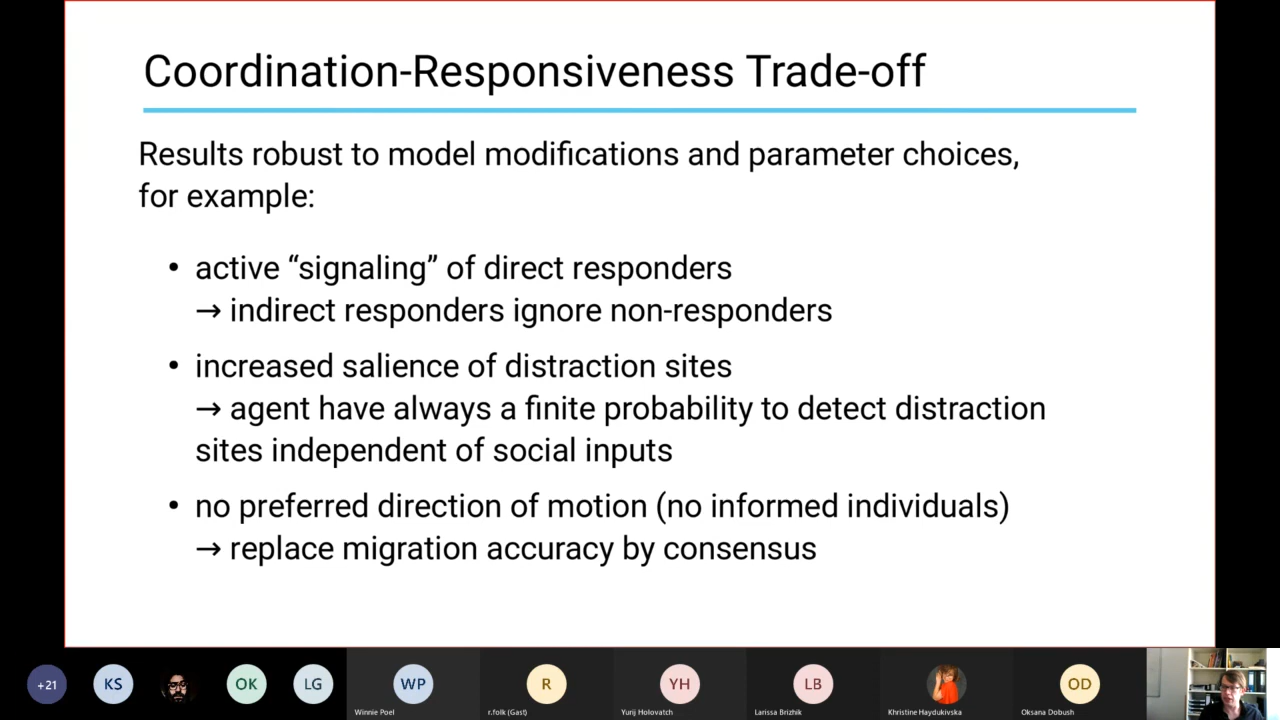 Coordination-Responsiveness Trade-off
Results robust to model modifications and parameter choices,
for example:
• active “signaling” of direct responders
→ indirect responders ignore non-responders
• increased salience of distraction sites
→ agent have always a finite probability to detect distraction
sites independent of social inputs
• no preferred direction of motion (no informed individuals)
→ replace migration accuracy by consensus
+21
KS
OK
LG
WP
R
YH
LB
OD
Winnie Poel
r.folk (Gast)
Yurij Holovatch
Larissa Brizhik
Khristine Haydukivska
Oksana Dobush